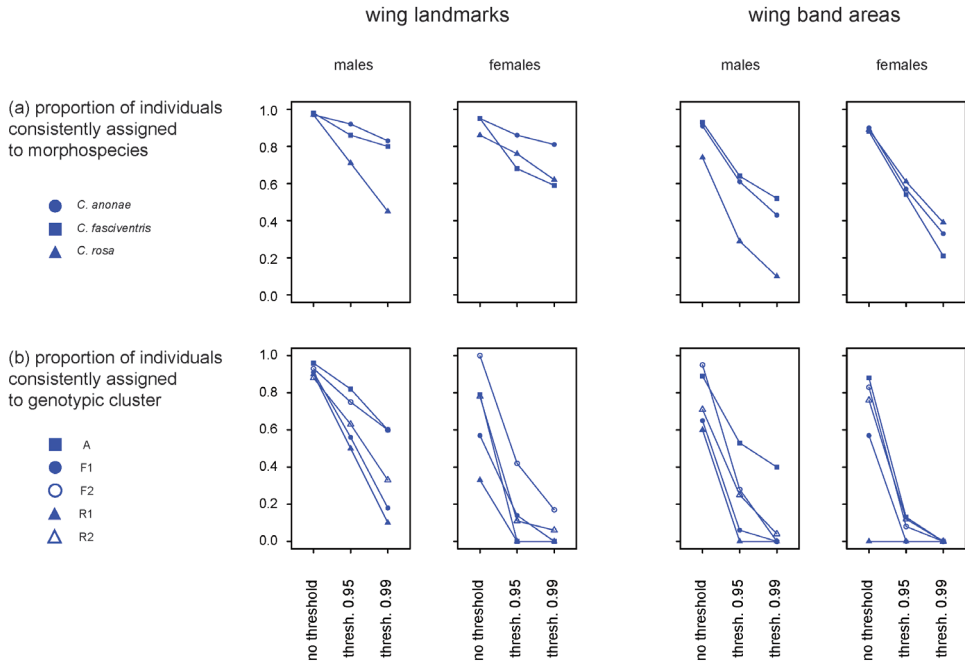 wing landmarks
wing band areas
males
females
males
females
(a) proportion of individuals
consistently assigned
to morphospecies
C. anonae
C. fasciventris
C. rosa
1.0
0.8
0.6
0.4
0.2
0.0
(b) proportion of individuals
consistently assigned
to genotypic cluster
A
F1
F2
R1
R2
1.0
0.8
0.6
0.4
0.2
0.0
no threshold
thresh. 0.95
thresh. 0.99
no threshold
thresh. 0.95
thresh. 0.99
no threshold
thresh. 0.95
thresh. 0.99
no threshold
thresh. 0.95
thresh. 0.99